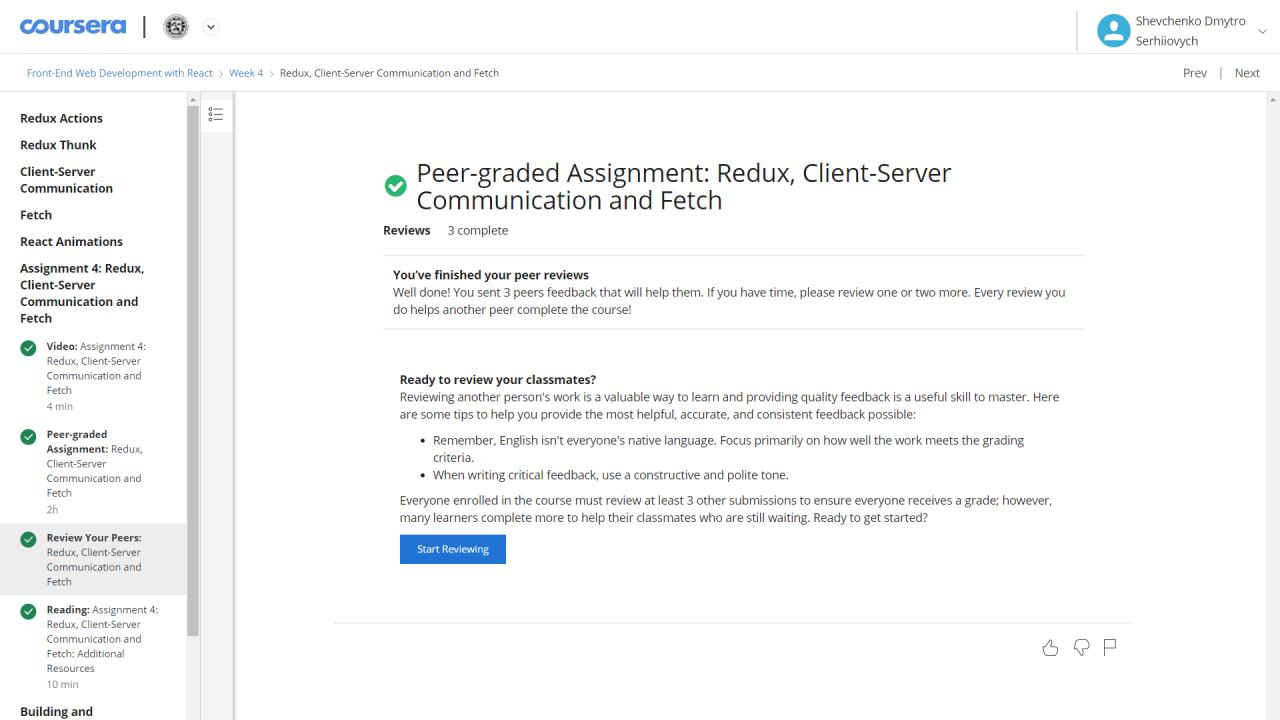 coursera
Shevchenko Dmytro
Serhiiovych
Front-End Web Development with React > Week 4 > Redux, Client-Server Communication and Fetch
Prev | Next
Redux Actions
Redux Thunk
Client-Server
Communication
Fetch
React Animations
Assignment 4: Redux,
Client-Server
Communication and
Fetch
Video: Assignment 4:
Redux, Client-Server
Communication and
Fetch
4 min
Peer-graded
Assignment: Redux,
Client-Server
Communication and
Fetch
2h
Review Your Peers:
Redux, Client-Server
Communication and
Fetch
Reading: Assignment 4:
Redux, Client-Server
Communication and
Fetch: Additional
Resources
10 min
Building and
Peer-graded Assignment: Redux, Client-Server
Communication and Fetch
Reviews 3 complete
You’ve finished your peer reviews
Well done! You sent 3 peers feedback that will help them. If you have time, please review one or two more. Every review you
do helps another peer complete the course!
Ready to review your classmates?
Reviewing another person's work is a valuable way to learn and providing quality feedback is a useful skill to master. Here
are some tips to help you provide the most helpful, accurate, and consistent feedback possible:
• Remember, English isn't everyone's native language. Focus primarily on how well the work meets the grading
criteria.
• When writing critical feedback, use a constructive and polite tone.
Everyone enrolled in the course must review at least 3 other submissions to ensure everyone receives a grade; however,
many learners complete more to help their classmates who are still waiting. Ready to get started?
Start Reviewing